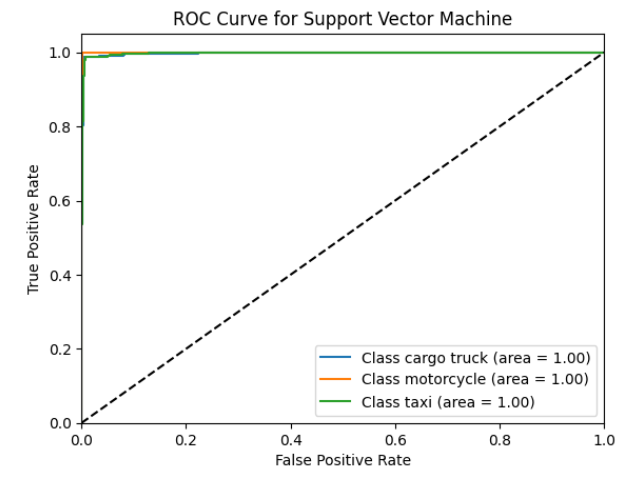 ROC Curve for Support Vector Machine
True Positive Rate
1.0
0.8
0.6
0.4
0.2
0.0
Class cargo truck (area = 1.00)
Class motorcycle (area = 1.00)
Class taxi (area = 1.00)
0.0 0.2 0.4 0.6 0.8 1.0
False Positive Rate